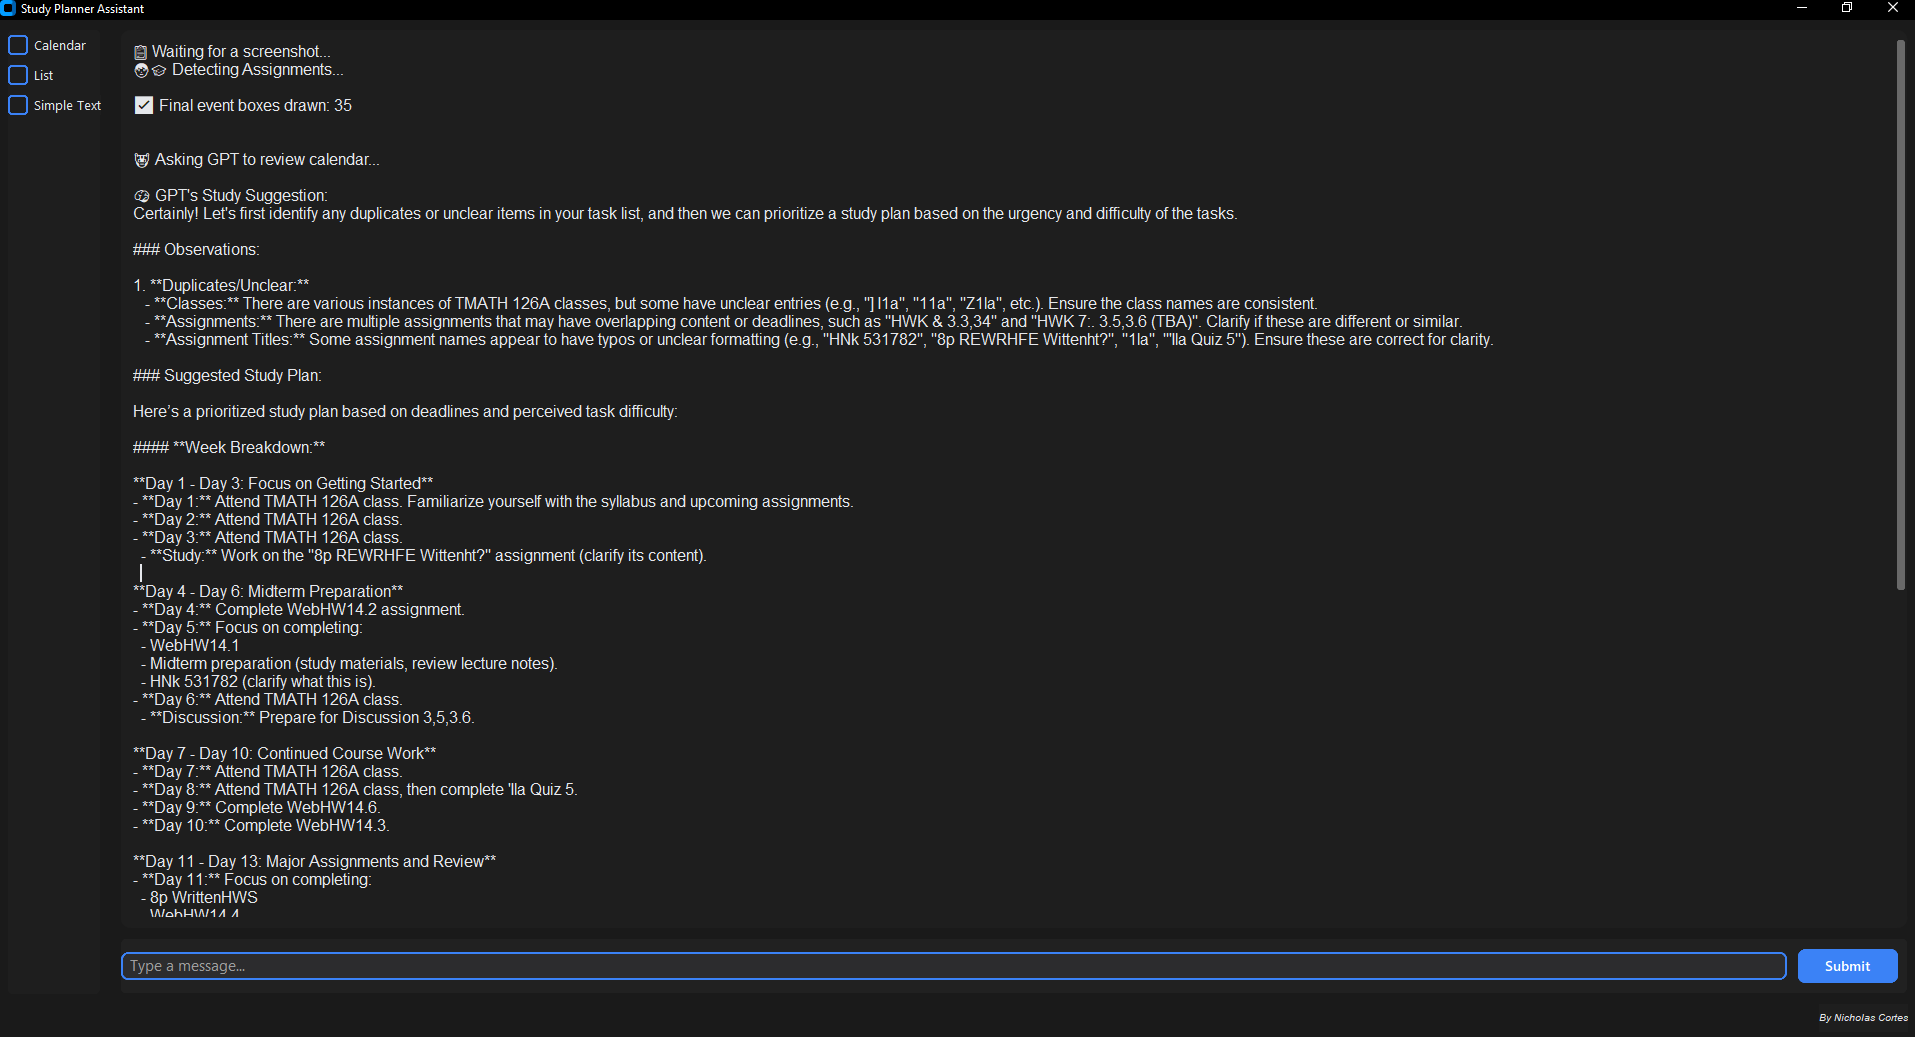 Study Planner Assistant
Calendar
List
Simple Text
Waiting for a screenshot...
Detecting Assignments...
Final event boxes drawn: 35
Asking GPT to review calendar...
GPT's Study Suggestion:
Certainly! Let's first identify any duplicates or unclear items in your task list, and then we can prioritize a study plan based on the urgency and difficulty of the tasks.
### Observations:
1. **Duplicates/Unclear:**
- **Classes:** There are various instances of TMATH 126A classes, but some have unclear entries (e.g., "] l1a", "11a", "Z1la", etc.). Ensure the class names are consistent.
- **Assignments:** There are multiple assignments that may have overlapping content or deadlines, such as "HWK & 3.3,34" and "HWK 7:. 3.5,3.6 (TBA)". Clarify if these are different or similar.
- **Assignment Titles:** Some assignment names appear to have typos or unclear formatting (e.g., "HNk 531782", "8p REWRHFE Wittenht?", "1la", "'lla Quiz 5"). Ensure these are correct for clarity.
### Suggested Study Plan:
Here's a prioritized study plan based on deadlines and perceived task difficulty:
#### **Week Breakdown:**
**Day 1 - Day 3: Focus on Getting Started**
- **Day 1:** Attend TMATH 126A class. Familiarize yourself with the syllabus and upcoming assignments.
- **Day 2:** Attend TMATH 126A class.
- **Day 3:** Attend TMATH 126A class.
- **Study:** Work on the "8p REWRHFE Wittenht?" assignment (clarify its content).
**Day 4 - Day 6: Midterm Preparation**
- **Day 4:** Complete WebHW14.2 assignment.
- **Day 5:** Focus on completing:
- WebHW14.1
- Midterm preparation (study materials, review lecture notes).
- HNk 531782 (clarify what this is).
- **Day 6:** Attend TMATH 126A class.
- **Discussion:** Prepare for Discussion 3,5,3.6.
**Day 7 - Day 10: Continued Course Work**
- **Day 7:** Attend TMATH 126A class.
- **Day 8:** Attend TMATH 126A class, then complete 'lla Quiz 5.
- **Day 9:** Complete WebHW14.6.
- **Day 10:** Complete WebHW14.3.
**Day 11 - Day 13: Major Assignments and Review**
- **Day 11:** Focus on completing:
- 8p WrittenHWS
WebHW14.4
Type a message...
Submit
By Nicholas Cortes